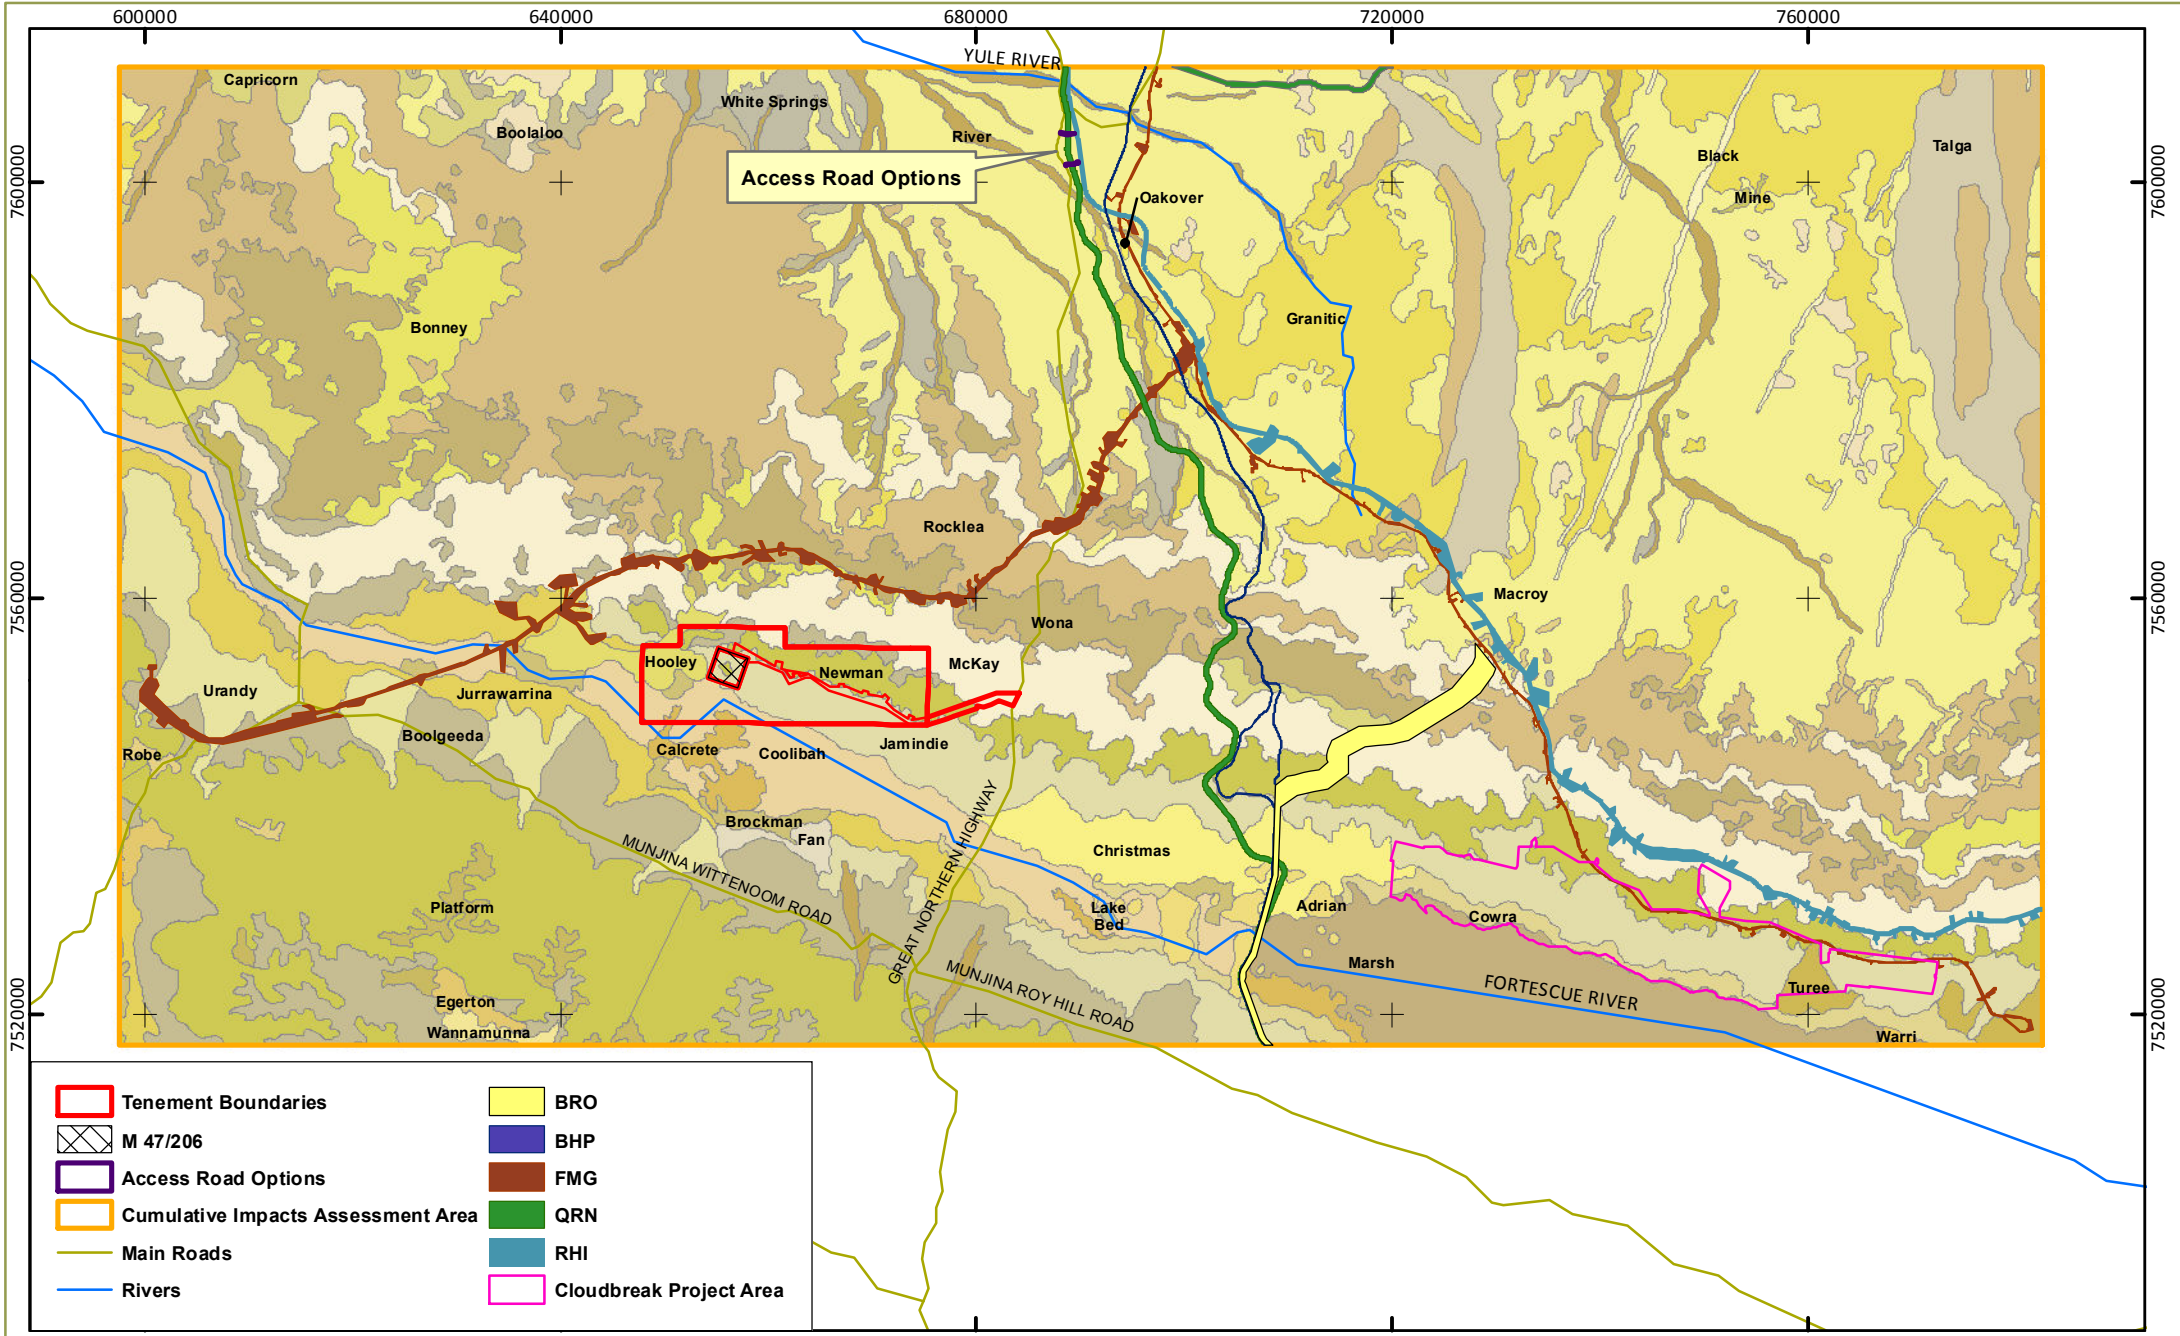 600000
640000
680000
720000
760000
YULE RIVER
Capricorn
White Springs
Boolaloo
River
Talga
Black
Access Road Options
Mine
Oakover
7600000
7600000
Granitic
Bonney
Rocklea
7560000
7560000
Macroy
Wona
Hooley
McKay
Newman
Urandy
Jurrawarrina
Boolgeeda
Jamindie
Calcrete
Coolibah
Robe
Brockman
Fan
Christmas
MUNJINA WITTENOOM ROAD
GREAT NORTHERN HIGHWAY
Platform
Lake
Bed
Adrian
Cowra
Marsh
MUNJINA ROY HILL ROAD
FORTESCUE RIVER
Turee
Egerton
Wannamunna
Warri
7520000
7520000
Tenement Boundaries
M 47/206
Access Road Options
Cumulative Impacts Assessment Area
Main Roads
Rivers
BRO
BHP
FMG
QRN
RHI
Cloudbreak Project Area